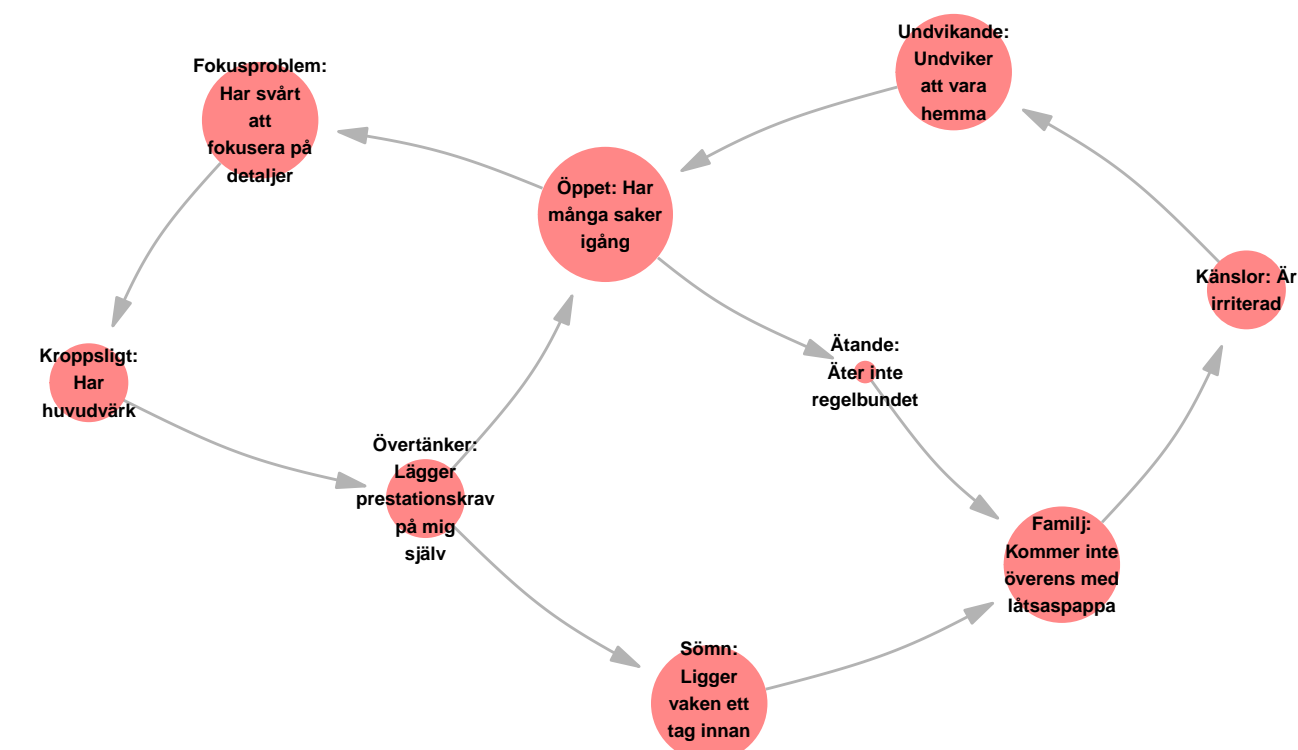 Undvikande:
Undviker
att vara
hemma
Fokusproblem:
Har svårt
att
fokusera på
detaljer
Öppet: Har
många saker
igång
Känslor: Är
irriterad
Ätande:
Äter inte
regelbundet
Kroppsligt:
Har
huvudvärk
Övertänker:
Lägger
prestationskrav
på mig
själv
Familj:
Kommer inte
överens med
låtsaspappa
Sömn:
Ligger
vaken ett
tag innan